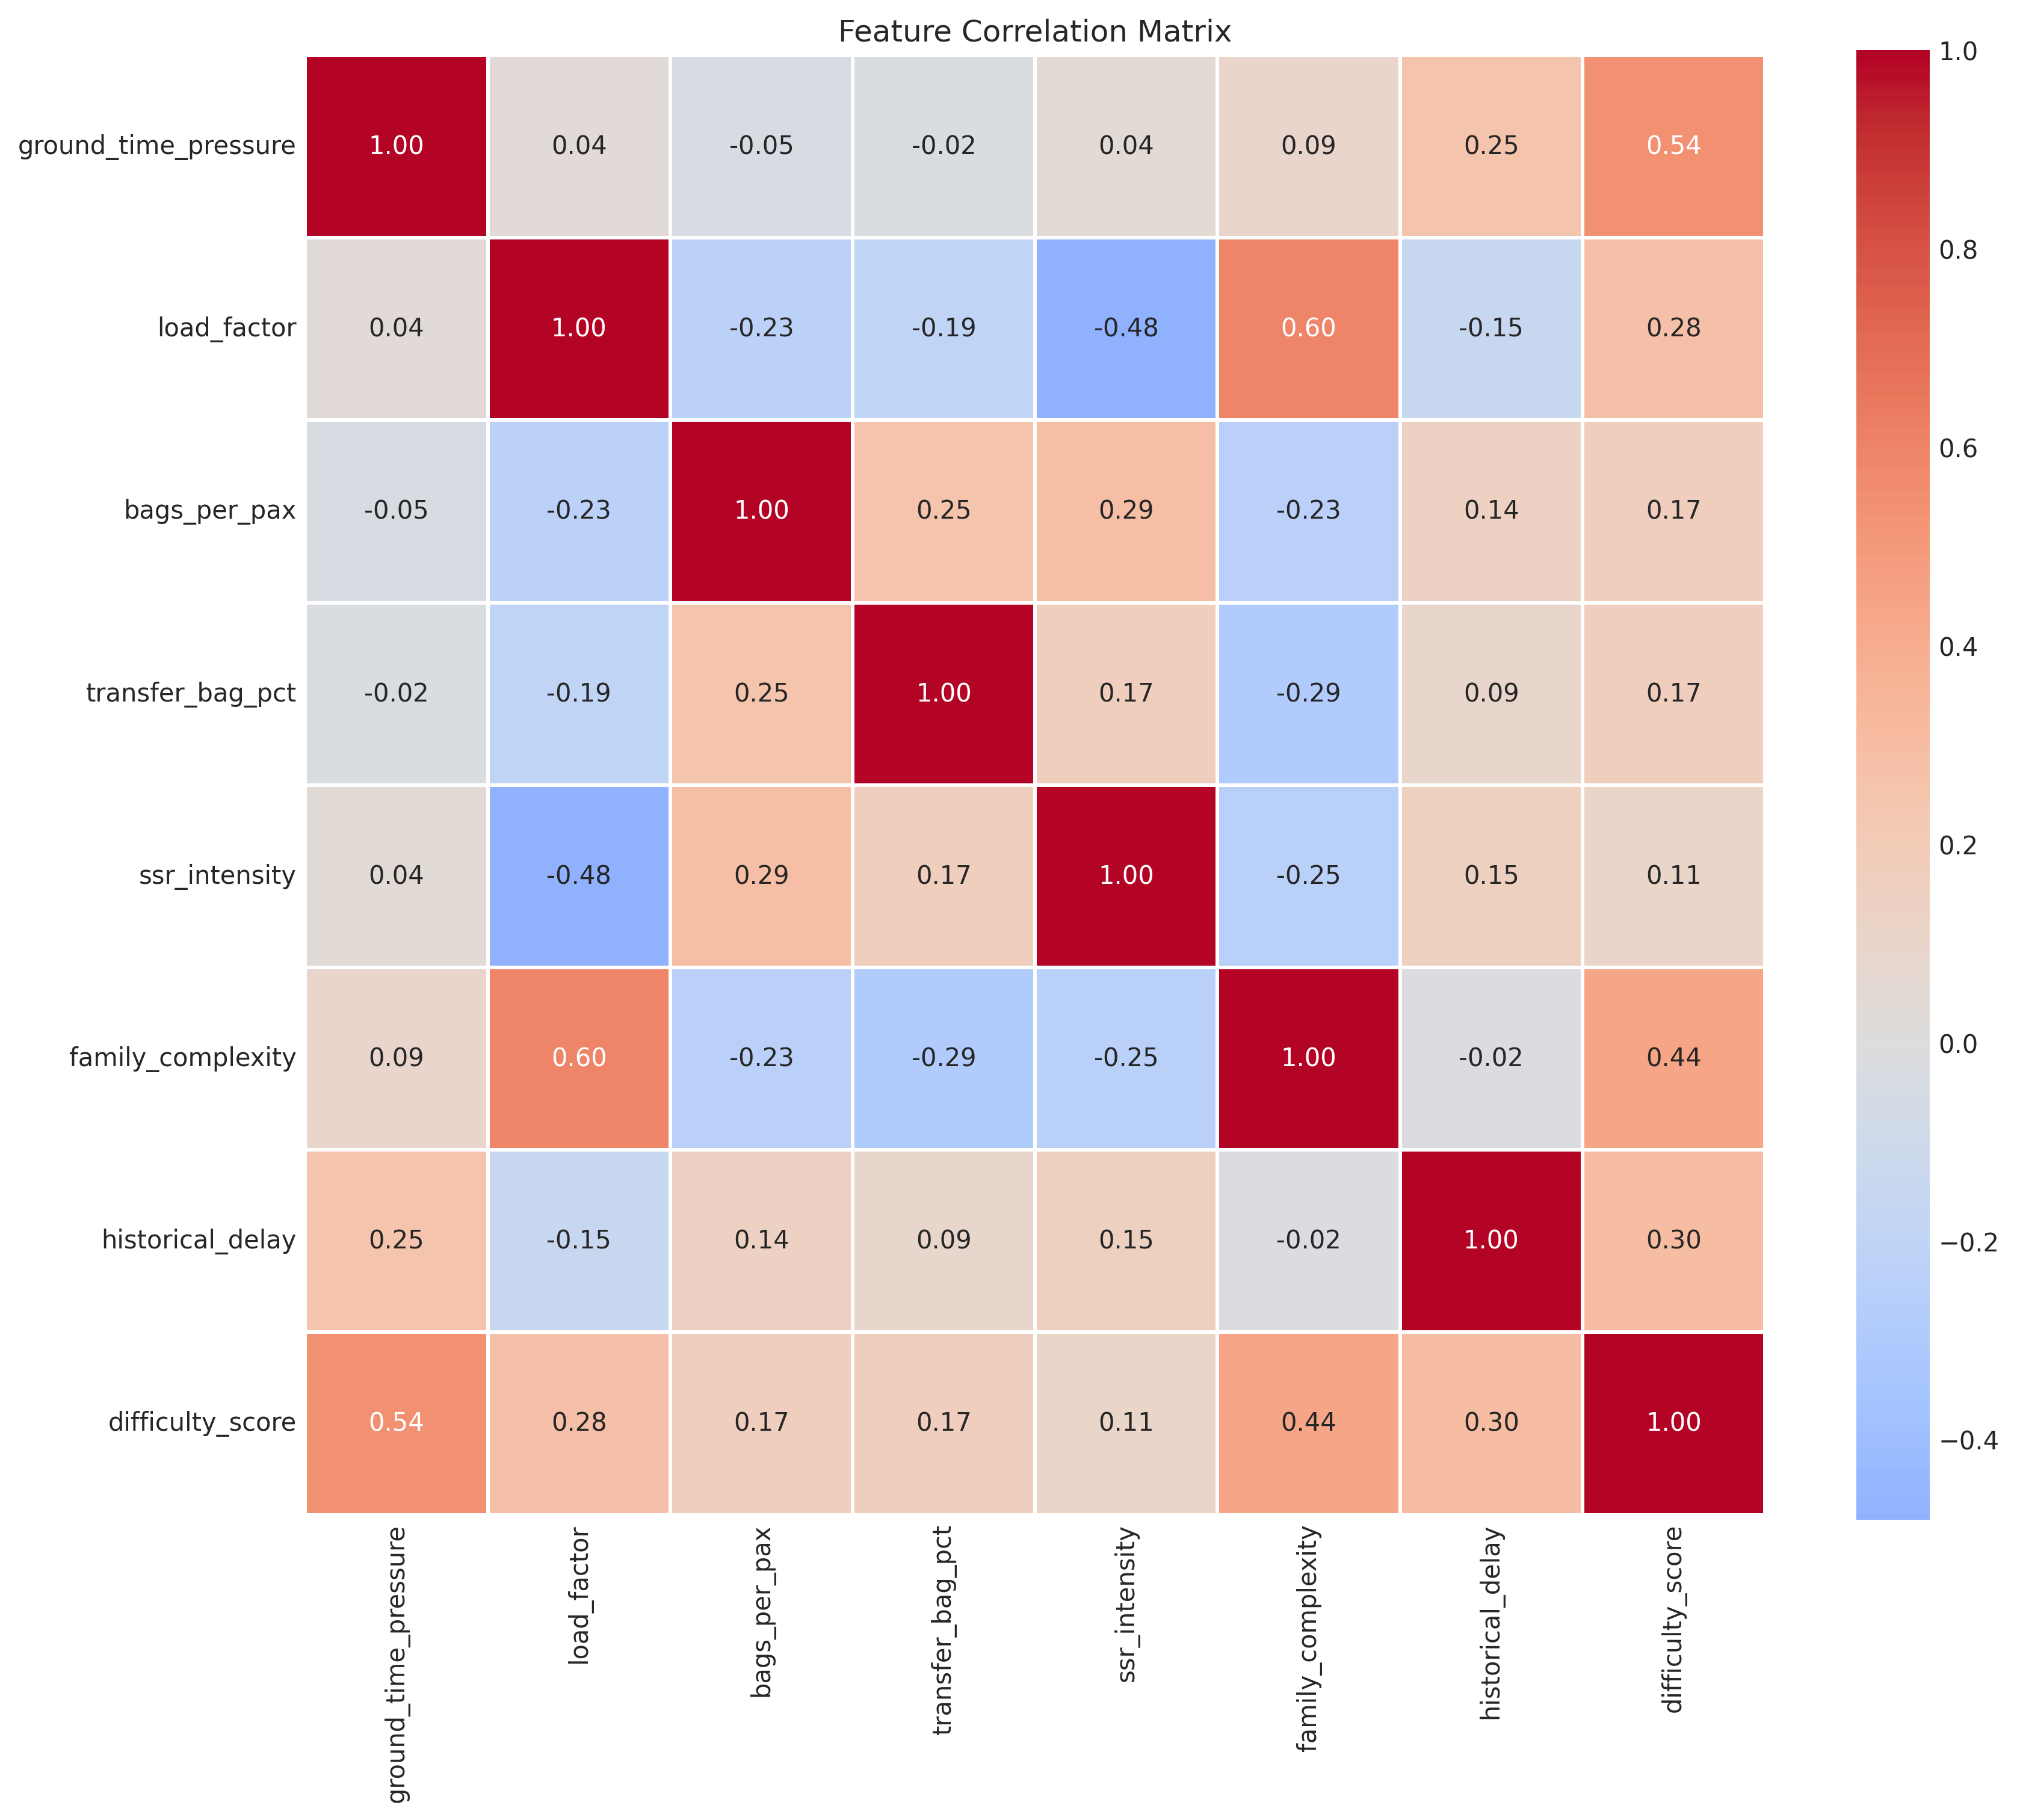 Feature Correlation Matrix
ground_time_pressure 1.00 0.04 -0.05 -0.02 0.04 0.09 0.25 0.54
load_factor 0.04 1.00 -0.23 -0.19 -0.48 0.60 -0.15 0.28
bags_per_pax -0.05 -0.23 1.00 0.25 0.29 -0.23 0.14 0.17
transfer_bag_pct -0.02 -0.19 0.25 1.00 0.17 -0.29 0.09 0.17
ssr_intensity 0.04 -0.48 0.29 0.17 1.00 -0.25 0.15 0.11
family_complexity 0.09 0.60 -0.23 -0.29 -0.25 1.00 -0.02 0.44
historical_delay 0.25 -0.15 0.14 0.09 0.15 -0.02 1.00 0.30
difficulty_score 0.54 0.28 0.17 0.17 0.11 0.44 0.30 1.00
ground_time_pressure
load_factor
bags_per_pax
transfer_bag_pct
ssr_intensity
family_complexity
historical_delay
difficulty_score
1.0
0.8
0.6
0.4
0.2
0.0
−0.2
−0.4